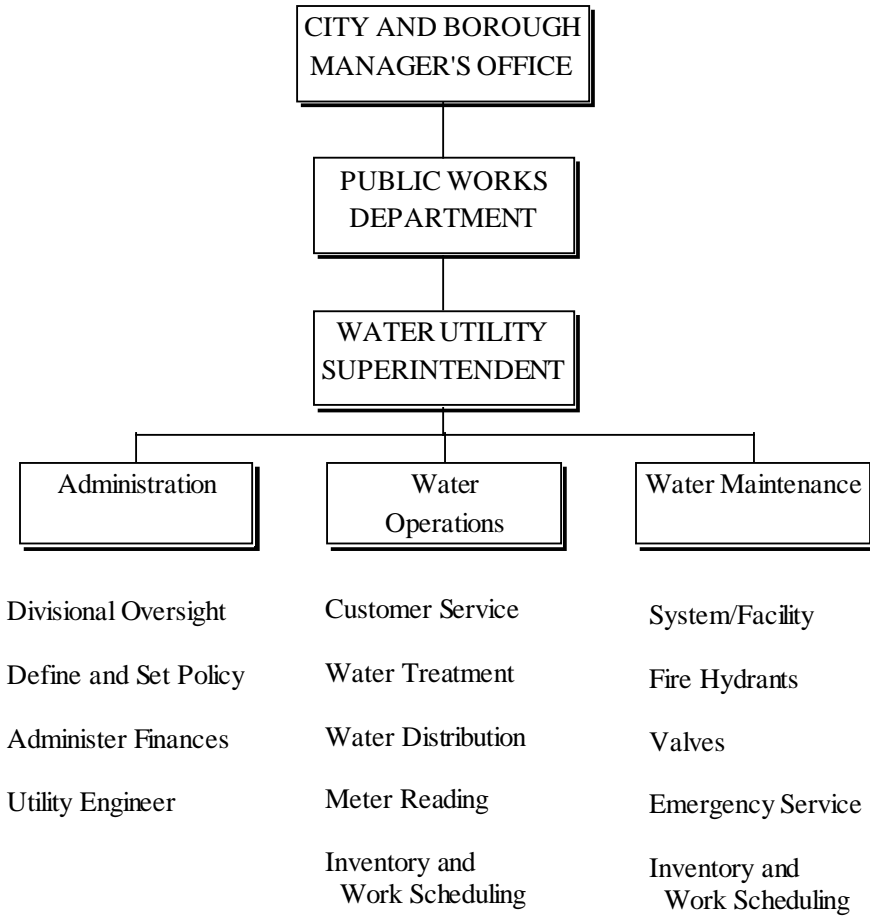 CITY AND BOROUGH
MANAGER'S OFFICE
PUBLIC WORKS
DEPARTMENT
WATER UTILITY
SUPERINTENDENT
Administration
Water
Operations
Water Maintenance
Divisional Oversight
Define and Set Policy
Administer Finances
Utility Engineer
Customer Service
Water Treatment
Water Distribution
Meter Reading
Inventory and
Work Scheduling
System/Facility
Fire Hydrants
Valves
Emergency Service
Inventory and
Work Scheduling